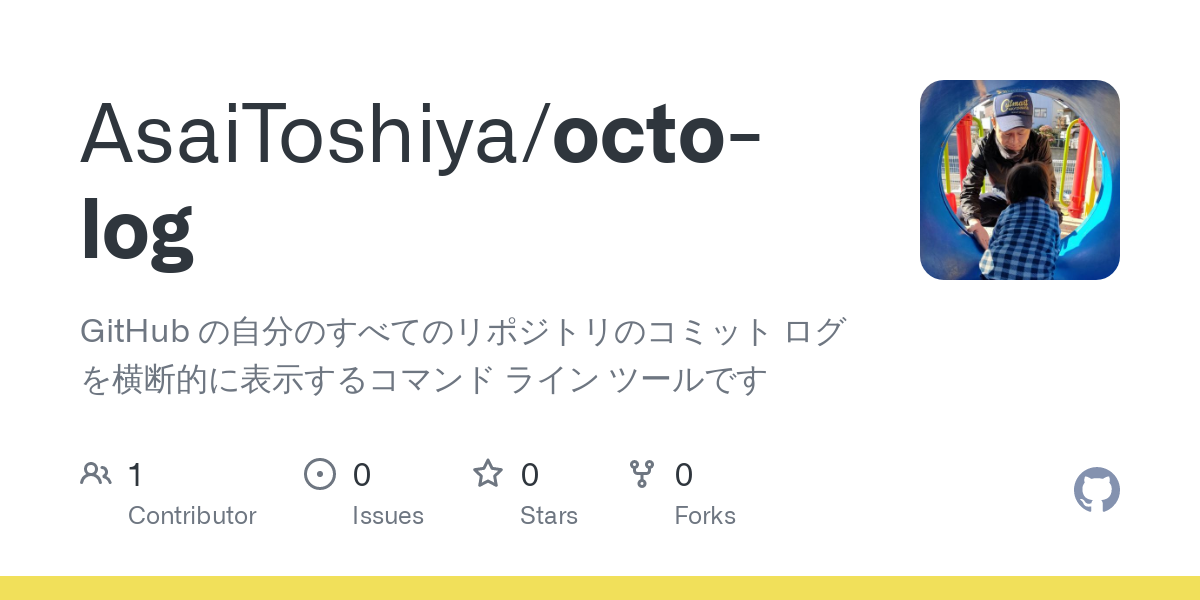 AsaiToshiya/octo-
log
GitHub の自分のすべてのリポジトリのコミット ログ
を横断的に表示するコマンド ライン ツールです
1
Contributor
0
Issues
0
Stars
0
Forks